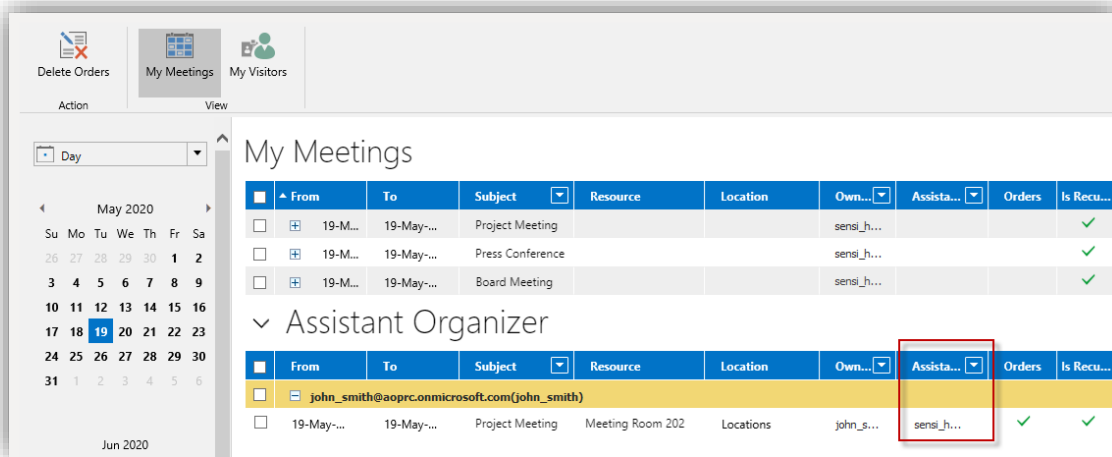 Delete Orders
My Meetings
My Visitors
Action
View
Day
May 2020
Su Mo Tu We Th Fr Sa
26 27 28 29 30 1 2
3 4 5 6 7 8 9
10 11 12 13 14 15 16
17 18 19 20 21 22 23
24 25 26 27 28 29 30
31 1 2 3 4 5 6
Jun 2020
My Meetings
From To Subject Resource Location Own... Assista... Orders Is Recu...
19-M... 19-May-... Project Meeting sensi_h...
19-M... 19-May-... Press Conference sensi_h...
19-M... 19-May-... Board Meeting sensi_h...
Assistant Organizer
From To Subject Resource Location Own... Assista... Orders Is Recu...
john_smith@aoprc.onmicrosoft.com(john_smith)
19-May-... 19-May-... Project Meeting Meeting Room 202 Locations john_s... sensi_h...